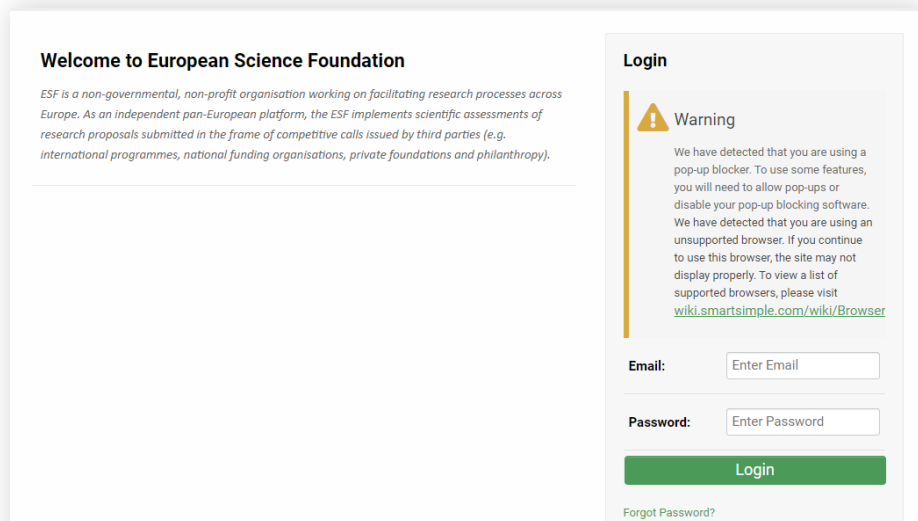 Welcome to European Science Foundation
ESF is a non-governmental, non-profit organisation working on facilitating research processes across
Europe. As an independent pan-European platform, the ESF implements scientific assessments of
research proposals submitted in the frame of competitive calls issued by third parties (e.g.
international programmes, national funding organisations, private foundations and philanthropy).
Login
Warning
We have detected that you are using a
pop-up blocker. To use some features,
you will need to allow pop-ups or
disable your pop-up blocking software.
We have detected that you are using an
unsupported browser. If you continue
to use this browser, the site may not
display properly. To view a list of
supported browsers, please visit
wiki.smartsimple.com/wiki/Browser
Email:
Enter Email
Password:
Enter Password
Login
Forgot Password?